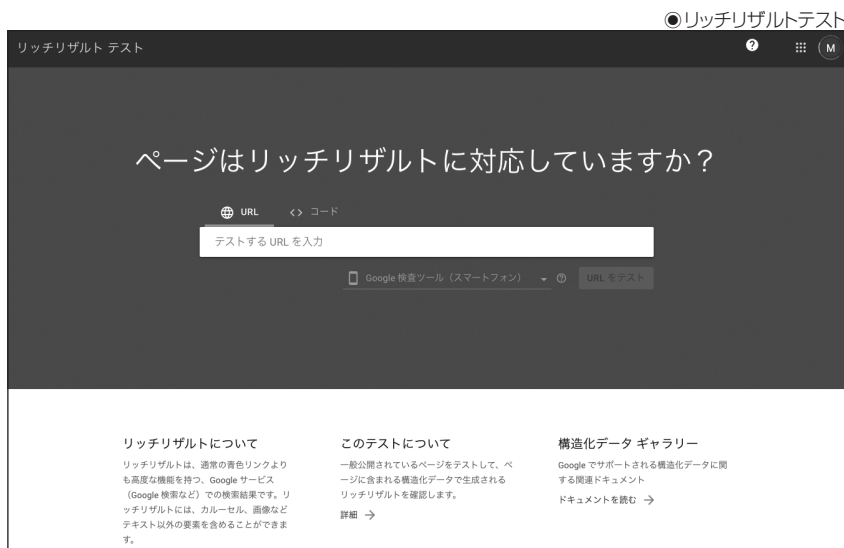 ◉リッチリザルトテスト
リッチリザルト テスト
M
ページはリッチリザルトに対応していますか？
URL <> コード
テストする URL を入力
Google 検査ツール（スマートフォン） URL をテスト
リッチリザルトについて
リッチリザルトは、通常の青色リンクより
も高度な機能を持つ、Google サービス
（Google 検索など）での検索結果です。リ
ッチリザルトには、カルーセル、画像など
テキスト以外の要素を含めることができま
す。
このテストについて
一般公開されているページをテストして、ペ
ージに含まれる構造化データで生成される
リッチリザルトを確認します。
詳細 →
構造化データ ギャラリー
Google でサポートされる構造化データに関
する関連ドキュメント
ドキュメントを読む →